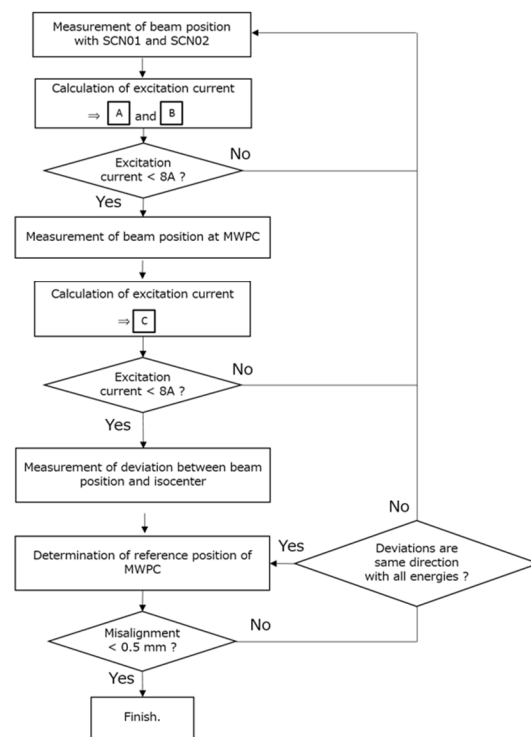 Measurement of beam position
with SCN01 and SCN02
Calculation of excitation current
⇒ A and B
Excitation
current < 8A ?
No
Yes
Measurement of beam position at MWPC
Calculation of excitation current
⇒ C
Excitation
current < 8A ?
No
Yes
Measurement of deviation between beam
position and isocenter
No
Determination of reference position of
MWPC
Yes
Deviations are
same direction
with all energies ?
Misalignment
< 0.5 mm ?
No
Yes
Finish.